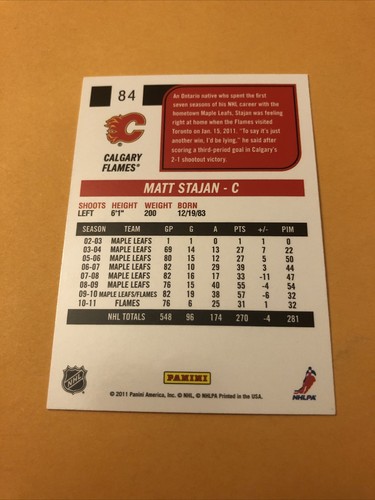 84
An Ontario native who spent the first
seven seasons of his NHL career with the
hometown Maple Leafs, Stajan was feeling
right at home when the Flames visited
Toronto on Jan. 15, 2011. "To say it's just
another win, I'd be lying," he said after
scoring a third-period goal in Calgary's
2-1 shootout victory.
CALGARY
FLAMES®
MATT STAJAN - C
SHOOTS HEIGHT WEIGHT BORN
LEFT 6'1" 200 12/19/83
SEASON TEAM GP G A PTS +/- PIM
02-03 MAPLE LEAFS 1 1 0 1 1 0
03-04 MAPLE LEAFS 69 14 13 27 7 22
05-06 MAPLE LEAFS 80 15 12 27 5 50
06-07 MAPLE LEAFS 82 10 29 39 3 44
07-08 MAPLE LEAFS 82 16 17 33 -11 47
08-09 MAPLE LEAFS 76 15 40 55 -4 54
09-10 MAPLE LEAFS/FLAMES 82 19 38 57 -6 32
10-11 FLAMES 76 6 25 31 1 32
NHL TOTALS 548 96 174 270 -4 281
NHL
PANINI
NHLPA
© 2011 Panini America, Inc. © NHL, © NHLPA Printed in the USA.